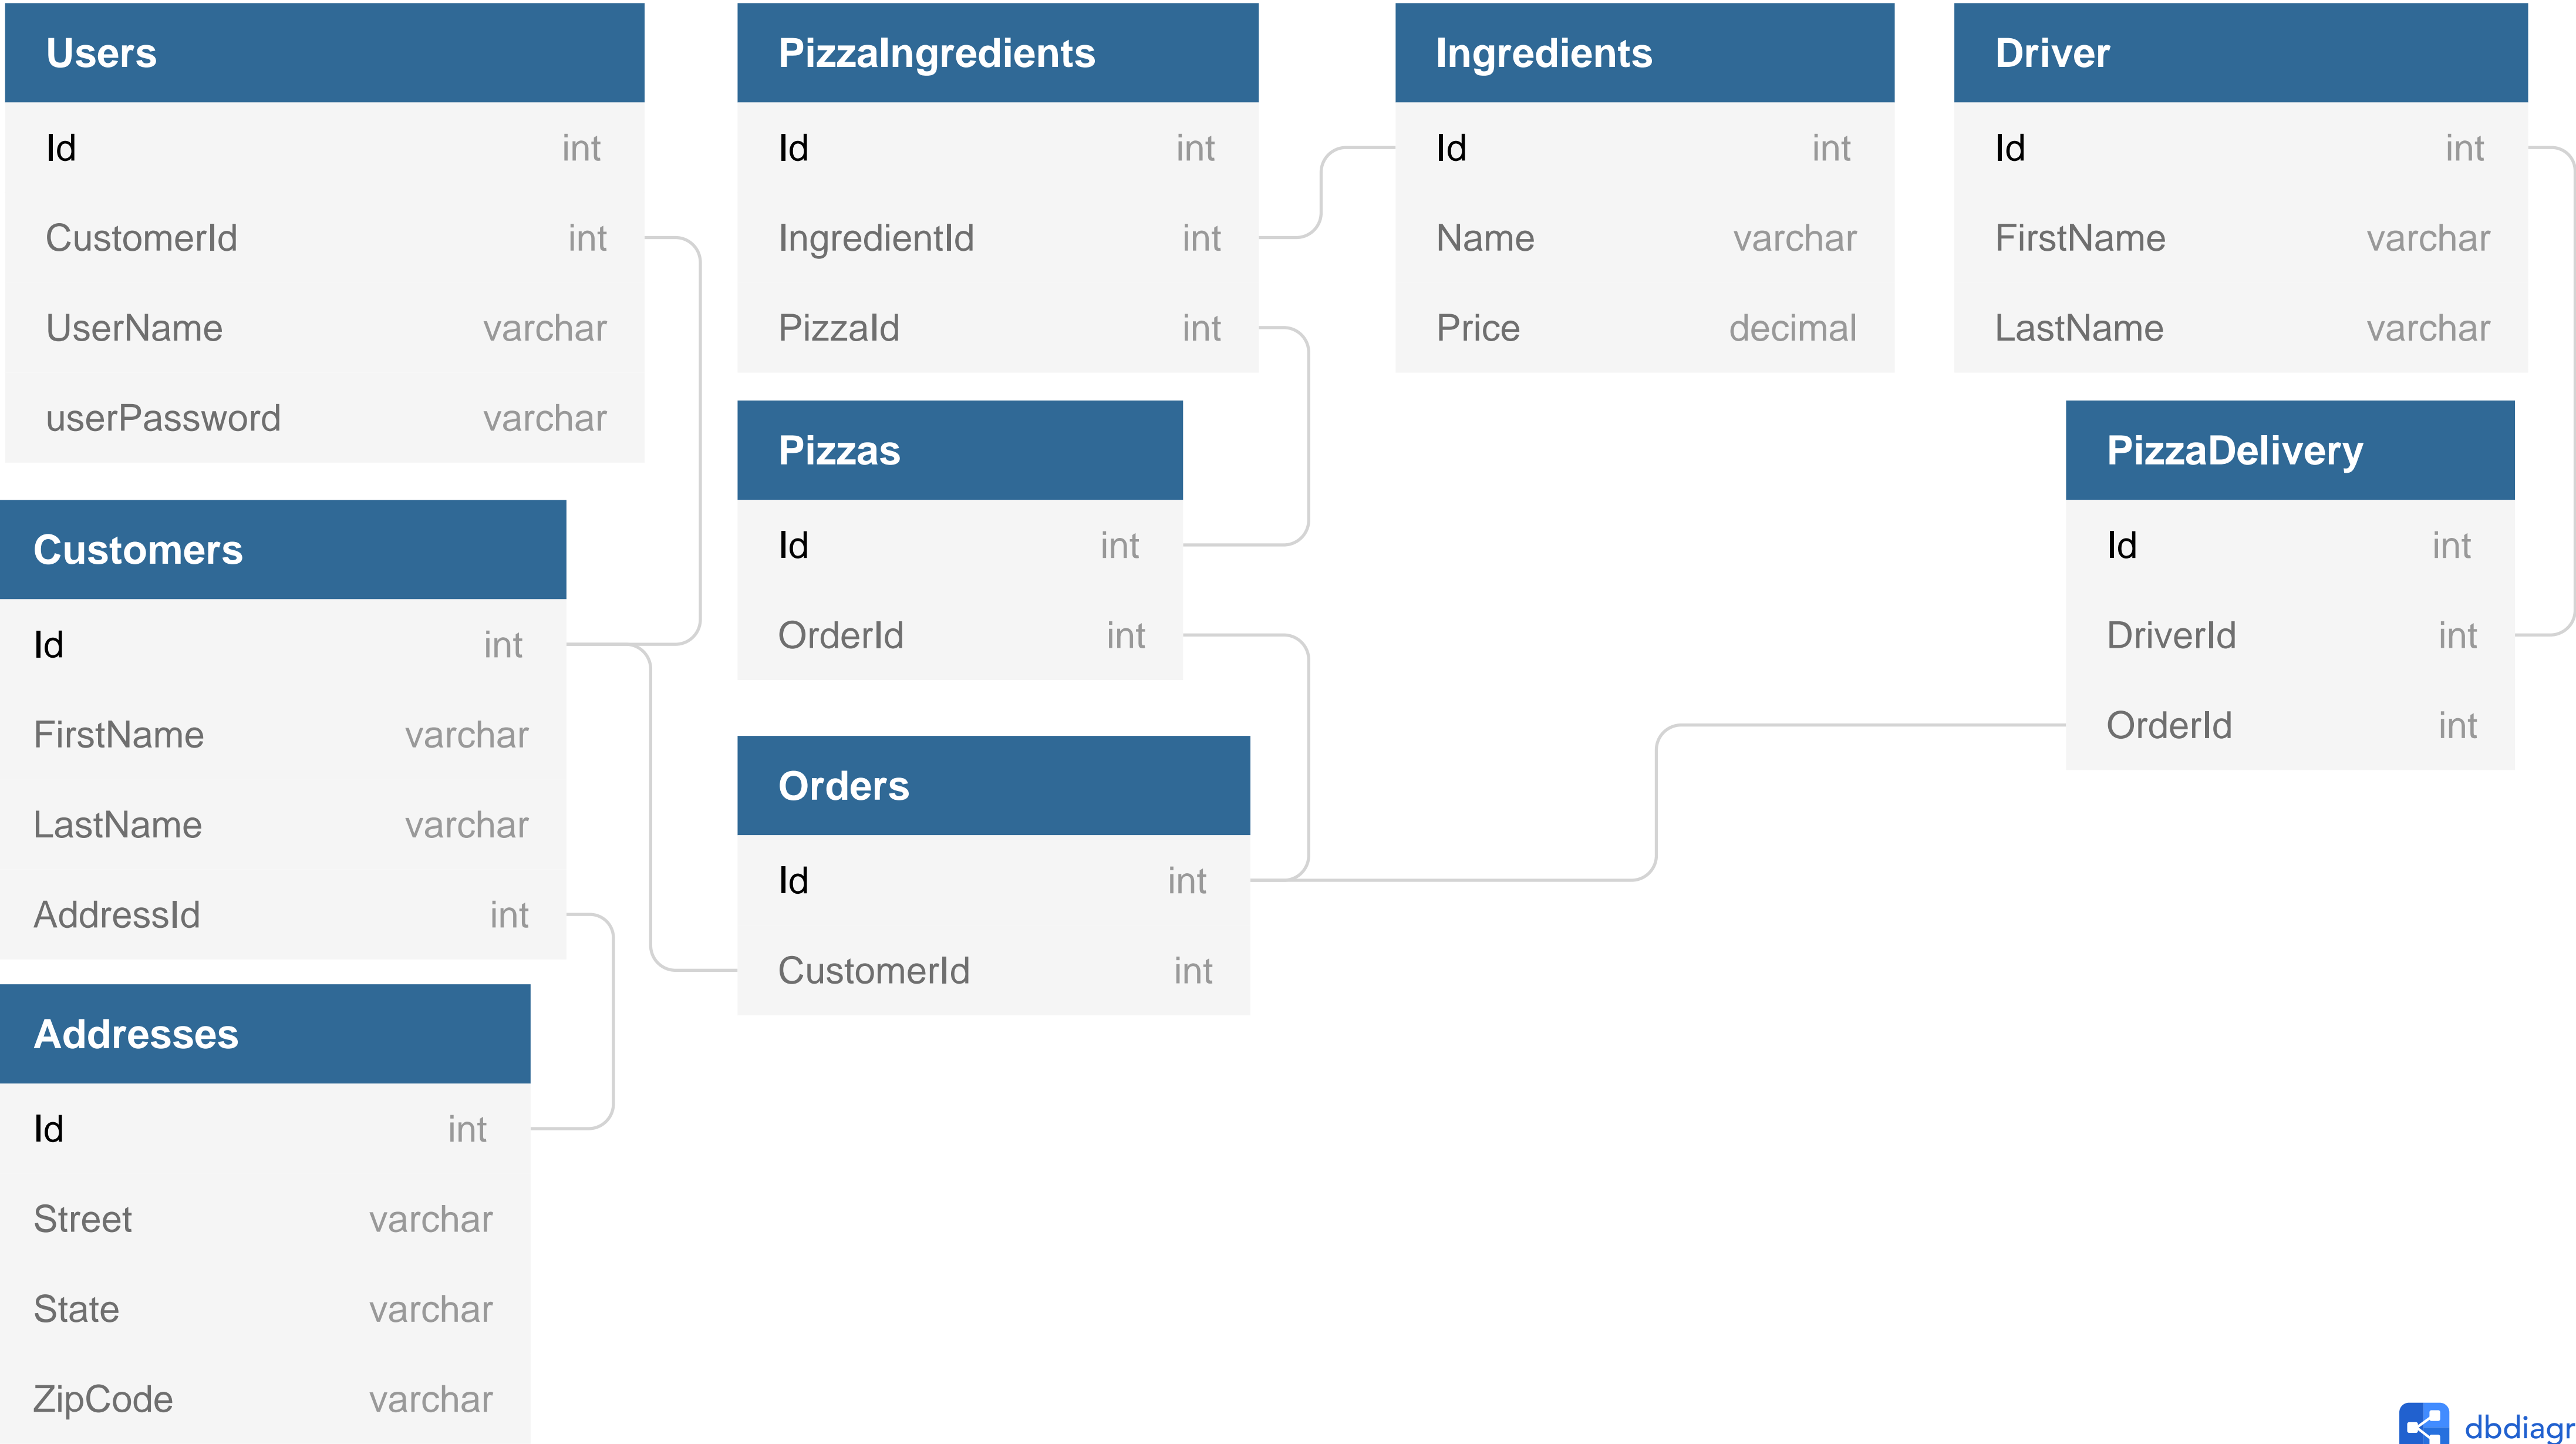 Users
Id int
CustomerId int
UserName varchar
userPassword varchar
Customers
Id int
FirstName varchar
LastName varchar
AddressId int
Addresses
Id int
Street varchar
State varchar
ZipCode varchar
PizzaIngredients
Id int
IngredientId int
PizzaId int
Pizzas
Id int
OrderId int
Orders
Id int
CustomerId int
Ingredients
Id int
Name varchar
Price decimal
Driver
Id int
FirstName varchar
LastName varchar
PizzaDelivery
Id int
DriverId int
OrderId int
dbdiagr